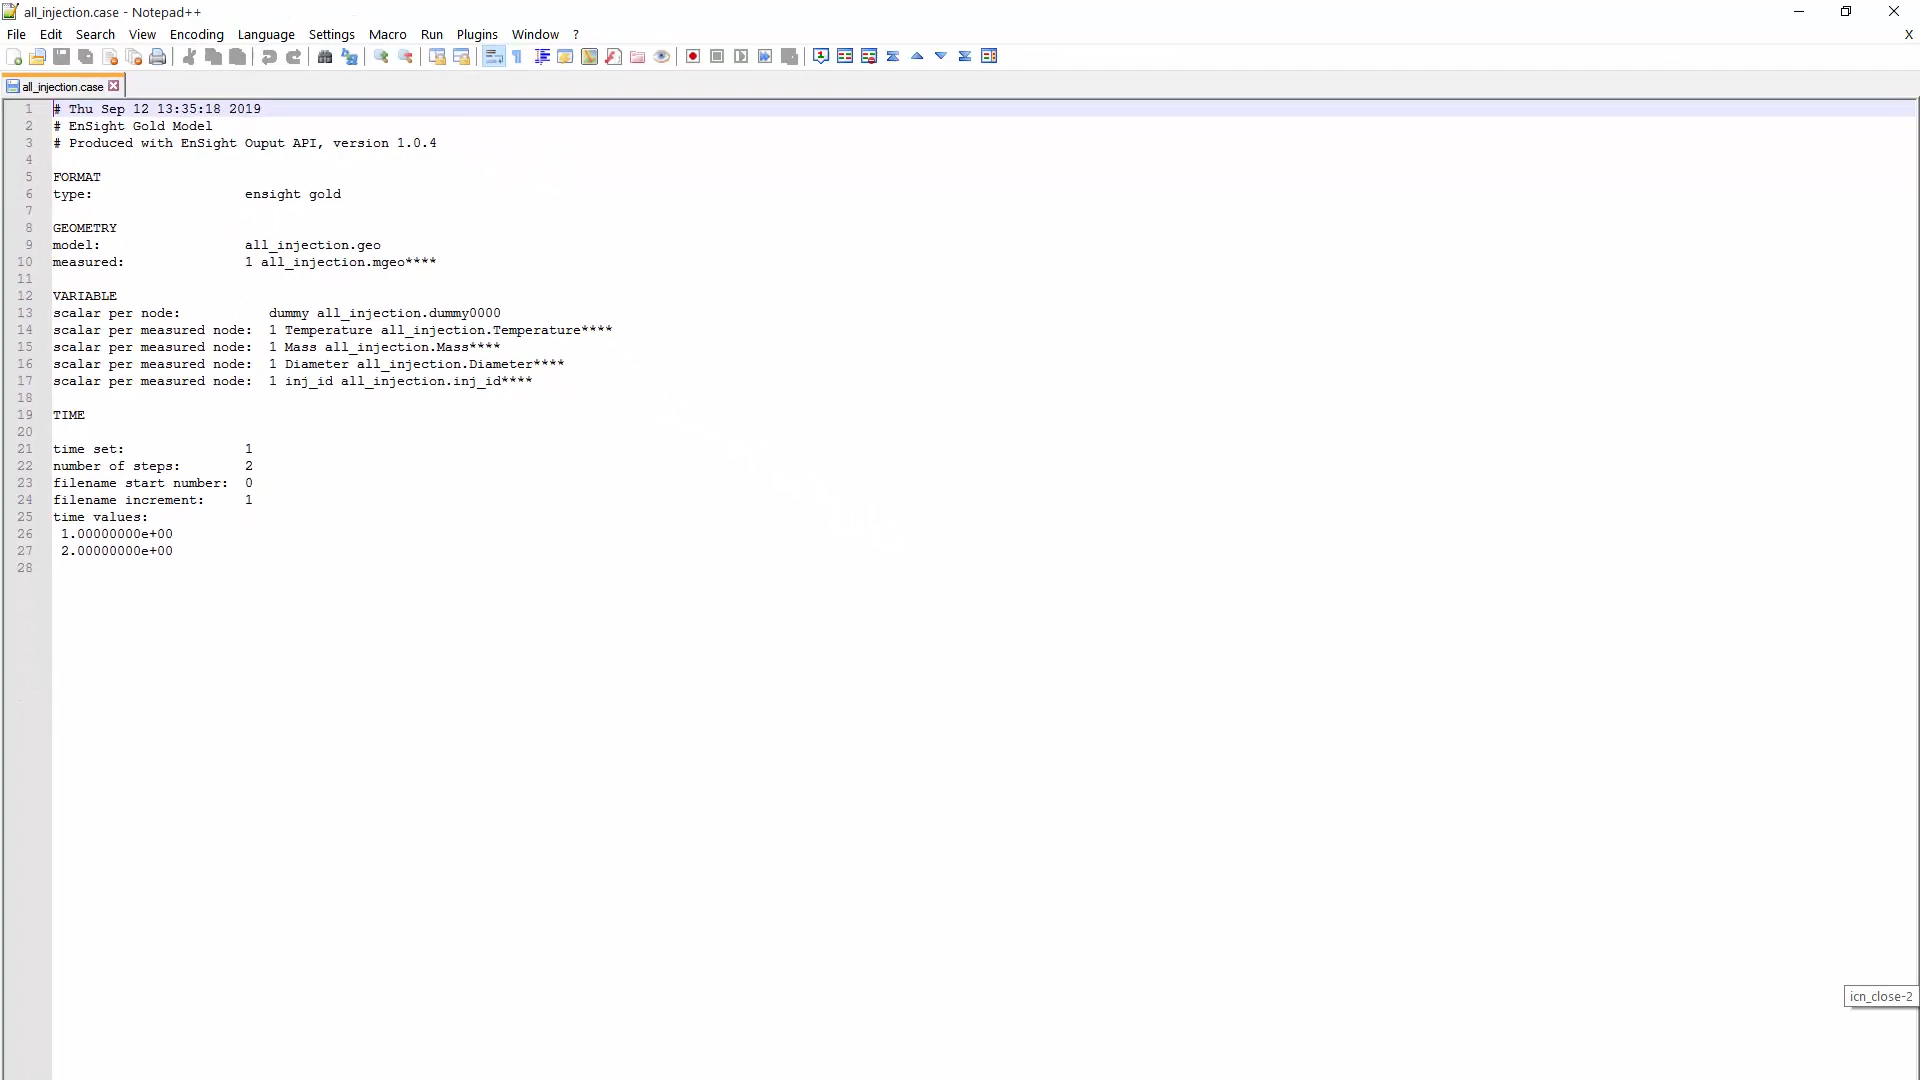 all_injection.case - Notepad++
File Edit Search View Encoding Language Settings Macro Run Plugins Window ? X
all_injection.case
1 # Thu Sep 12 13:35:18 2019
2 # EnSight Gold Model
3 # Produced with EnSight Ouput API, version 1.0.4
4
5 FORMAT
6 type: ensight gold
7
8 GEOMETRY
9 model: all_injection.geo
10 measured: 1 all_injection.mgeo****
11
12 VARIABLE
13 scalar per node: dummy all_injection.dummy0000
14 scalar per measured node: 1 Temperature all_injection.Temperature****
15 scalar per measured node: 1 Mass all_injection.Mass****
16 scalar per measured node: 1 Diameter all_injection.Diameter****
17 scalar per measured node: 1 inj_id all_injection.inj_id****
18
19 TIME
20
21 time set: 1
22 number of steps: 2
23 filename start number: 0
24 filename increment: 1
25 time values:
26 1.00000000e+00
27 2.00000000e+00
28
icn_close-2